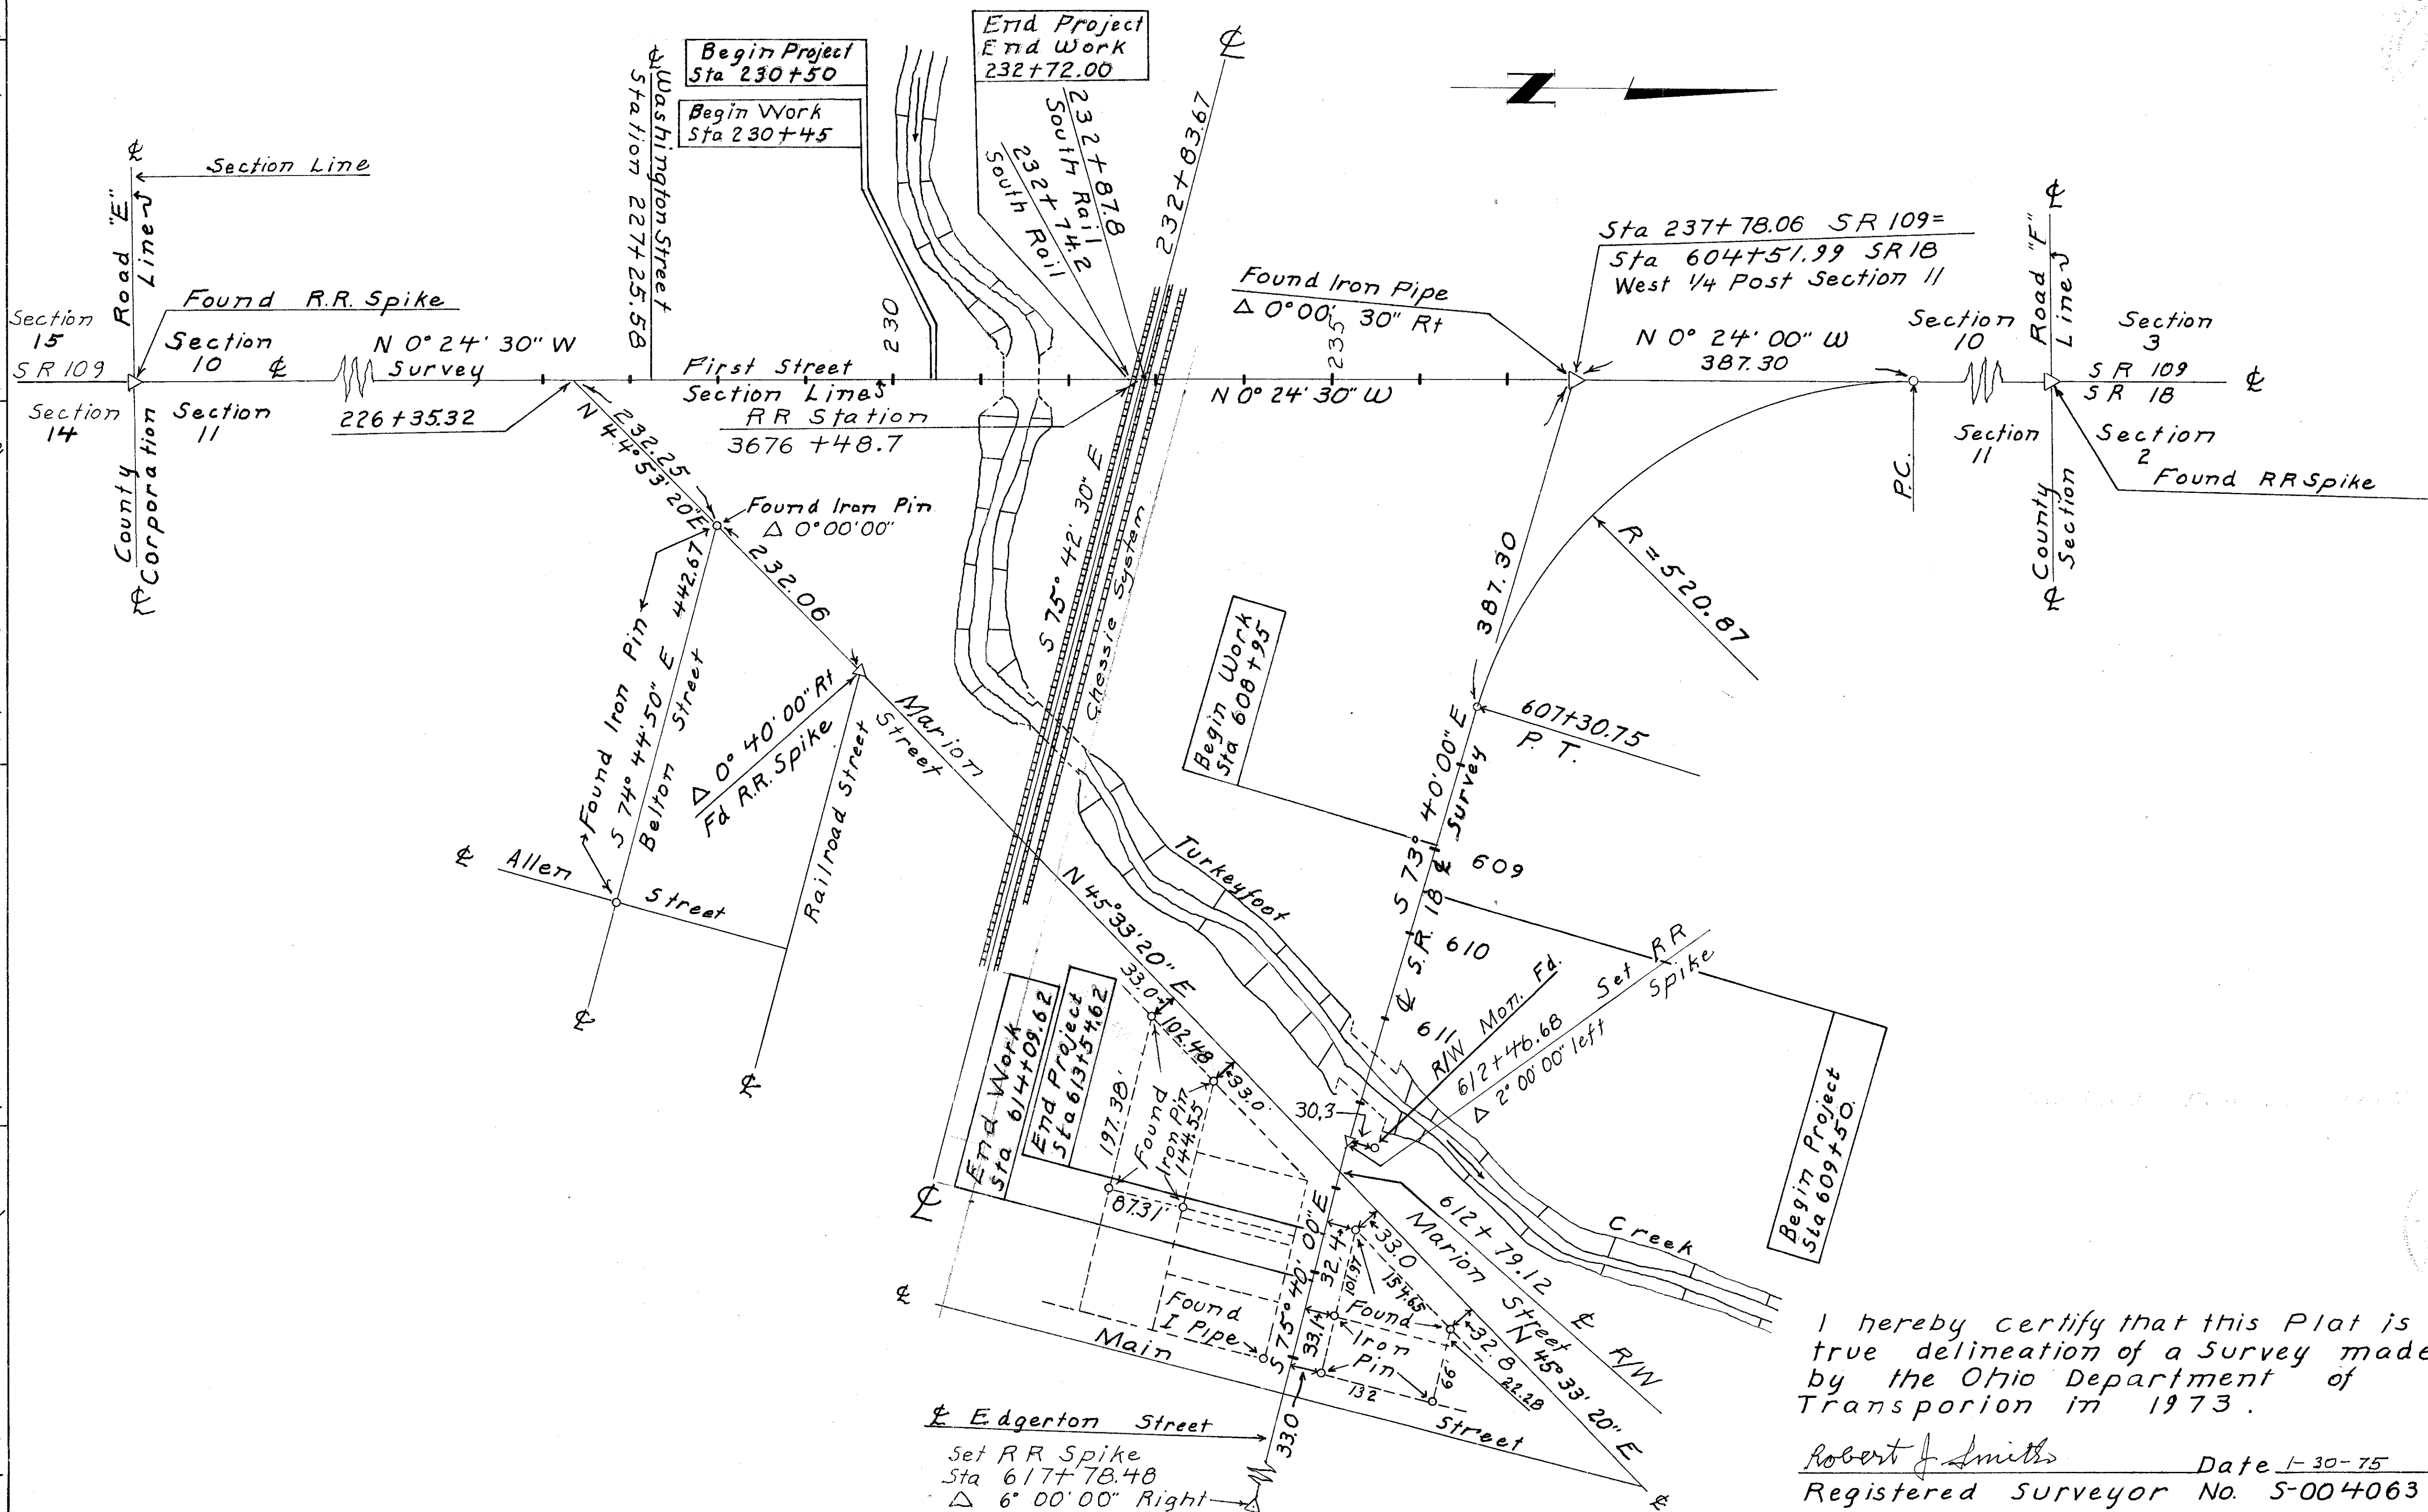 Begin Project
Sta 230+50
Begin Work
Sta 230+45
End Project
End Work
232+72.00
℄
232+83.67
232+87.8
South Rail
232+74.2
South Rail
℄ Washington Street
Station 227+25.58
Section Line
℄
Road "E"
Line
Found R.R. Spike
Section
15
SR 109
Section
10
℄
N 0° 24' 30" W
Survey
Section
14
Section
11
County
Corporation
℄
226+35.32
First Street
Section Line
230
RR Station
3676 +48.7
Found Iron Pipe
Δ 0° 00' 30" Rt
235
N 0° 24' 30" W
Sta 237+78.06 SR 109=
Sta 604+51.99 SR 18
West 1/4 Post Section 11
N 0° 24' 00" W
387.30
Section
10
℄
Road "F"
Line
Section
3
SR 109
SR 18
℄
Section
11
Section
2
Found RR Spike
County
Section
℄
P.C.
R = 520.87
387.30
607+30.75
P. T.
232.25
N 44° 53' 20" E
Found Iron Pin
Δ 0° 00' 00"
232.06
Found Iron Pin
S 74° 44' 50" E 442.67
Belton Street
Δ 0° 40' 00" Rt
Fd R.R. Spike
Railroad Street
℄ Allen Street
℄
℄
Marion
Street
S 75° 42' 30" E
Chessie System
Begin Work
Sta 608+95
S 73° 40' 00" E
℄ S.R. 18 ℄ Survey
609
610
611
Turkeyfoot
Creek
N 45° 33' 20" E
Set RR
Spike
R/W Mon. Fd.
612+46.68
Δ 2° 00' 00" left
30.3
Begin Project
Sta 609+50.
End Work
Sta 614+09.62
End Project
Sta 613+54.62
33.0
102.48
33.0
197.38'
Found
Iron Pin
144.55
87.31'
℄
℄
S 75° 40' 00" E
32.4
33.0
101.97
154.65
Marion Street
N 45° 33' 20" E
612+79.12
℄ R/W
Found
I Pipe
33.1
Found
Iron
Pin
32.8
66
22.28
132
Main
Street
℄
33.0
℄ Edgerton Street
Set RR Spike
Sta 617+78.48
Δ 6° 00' 00" Right
I hereby certify that this Plat is
true delineation of a Survey made
by the Ohio Department of
Transporion in 1973.
Robert J Smith
Date 1-30-75
Registered Surveyor No. S-004063